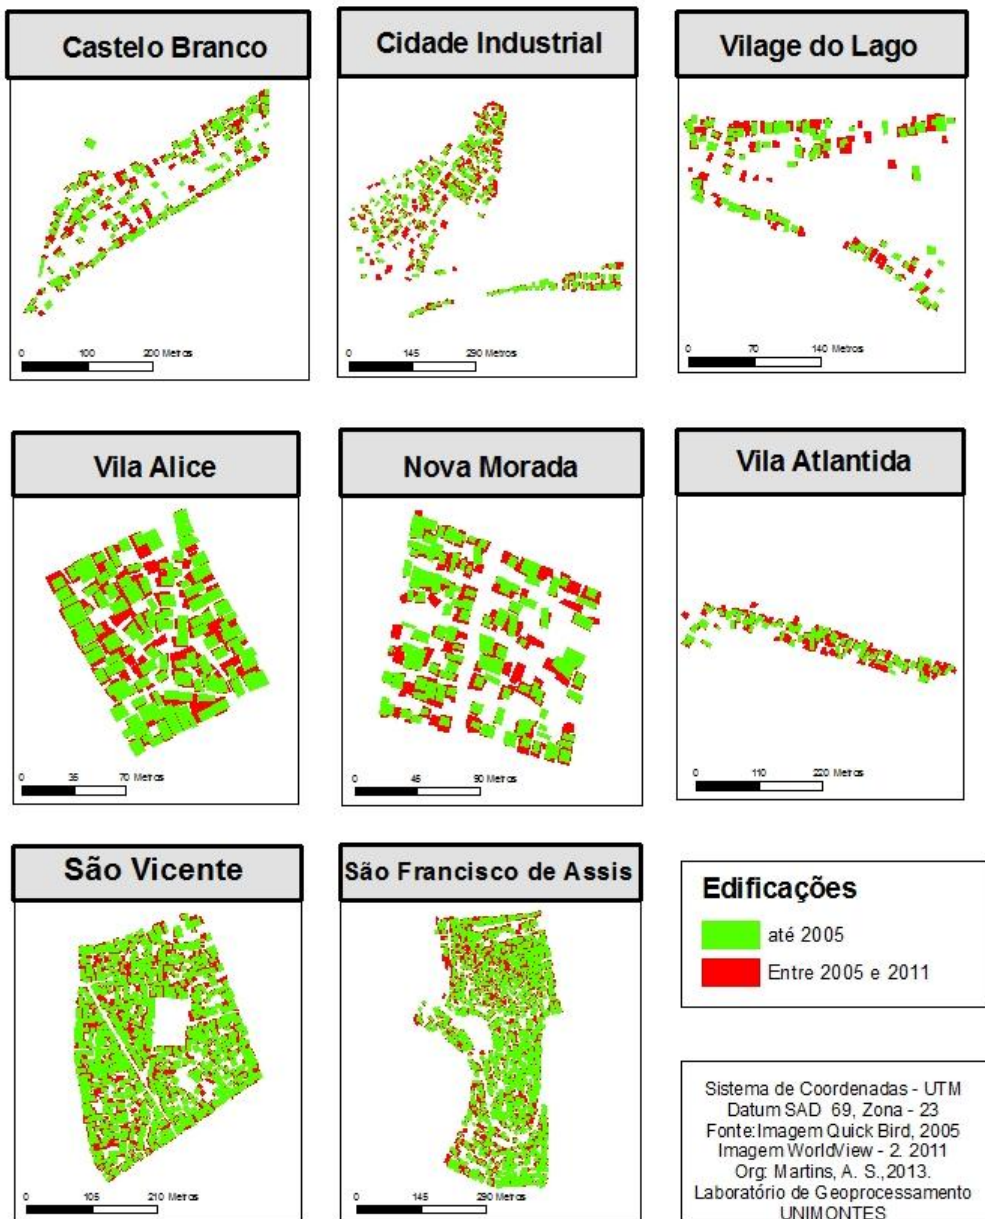 Castelo Branco
Cidade Industrial
Vilage do Lago
0 100 200 Metros
0 145 290 Metros
0 70 140 Metros
Vila Alice
Nova Morada
Vila Atlantida
0 35 70 Metros
0 45 90 Metros
0 110 220 Metros
São Vicente
São Francisco de Assis
Edificações
até 2005
Entre 2005 e 2011
0 105 210 Metros
0 145 290 Metros
Sistema de Coordenadas - UTM
Datum SAD 69, Zona - 23
Fonte:Imagem Quick Bird, 2005
Imagem WorldView - 2. 2011
Org: Martins, A. S.,2013.
Laboratório de Geoprocessamento
UNIMONTES